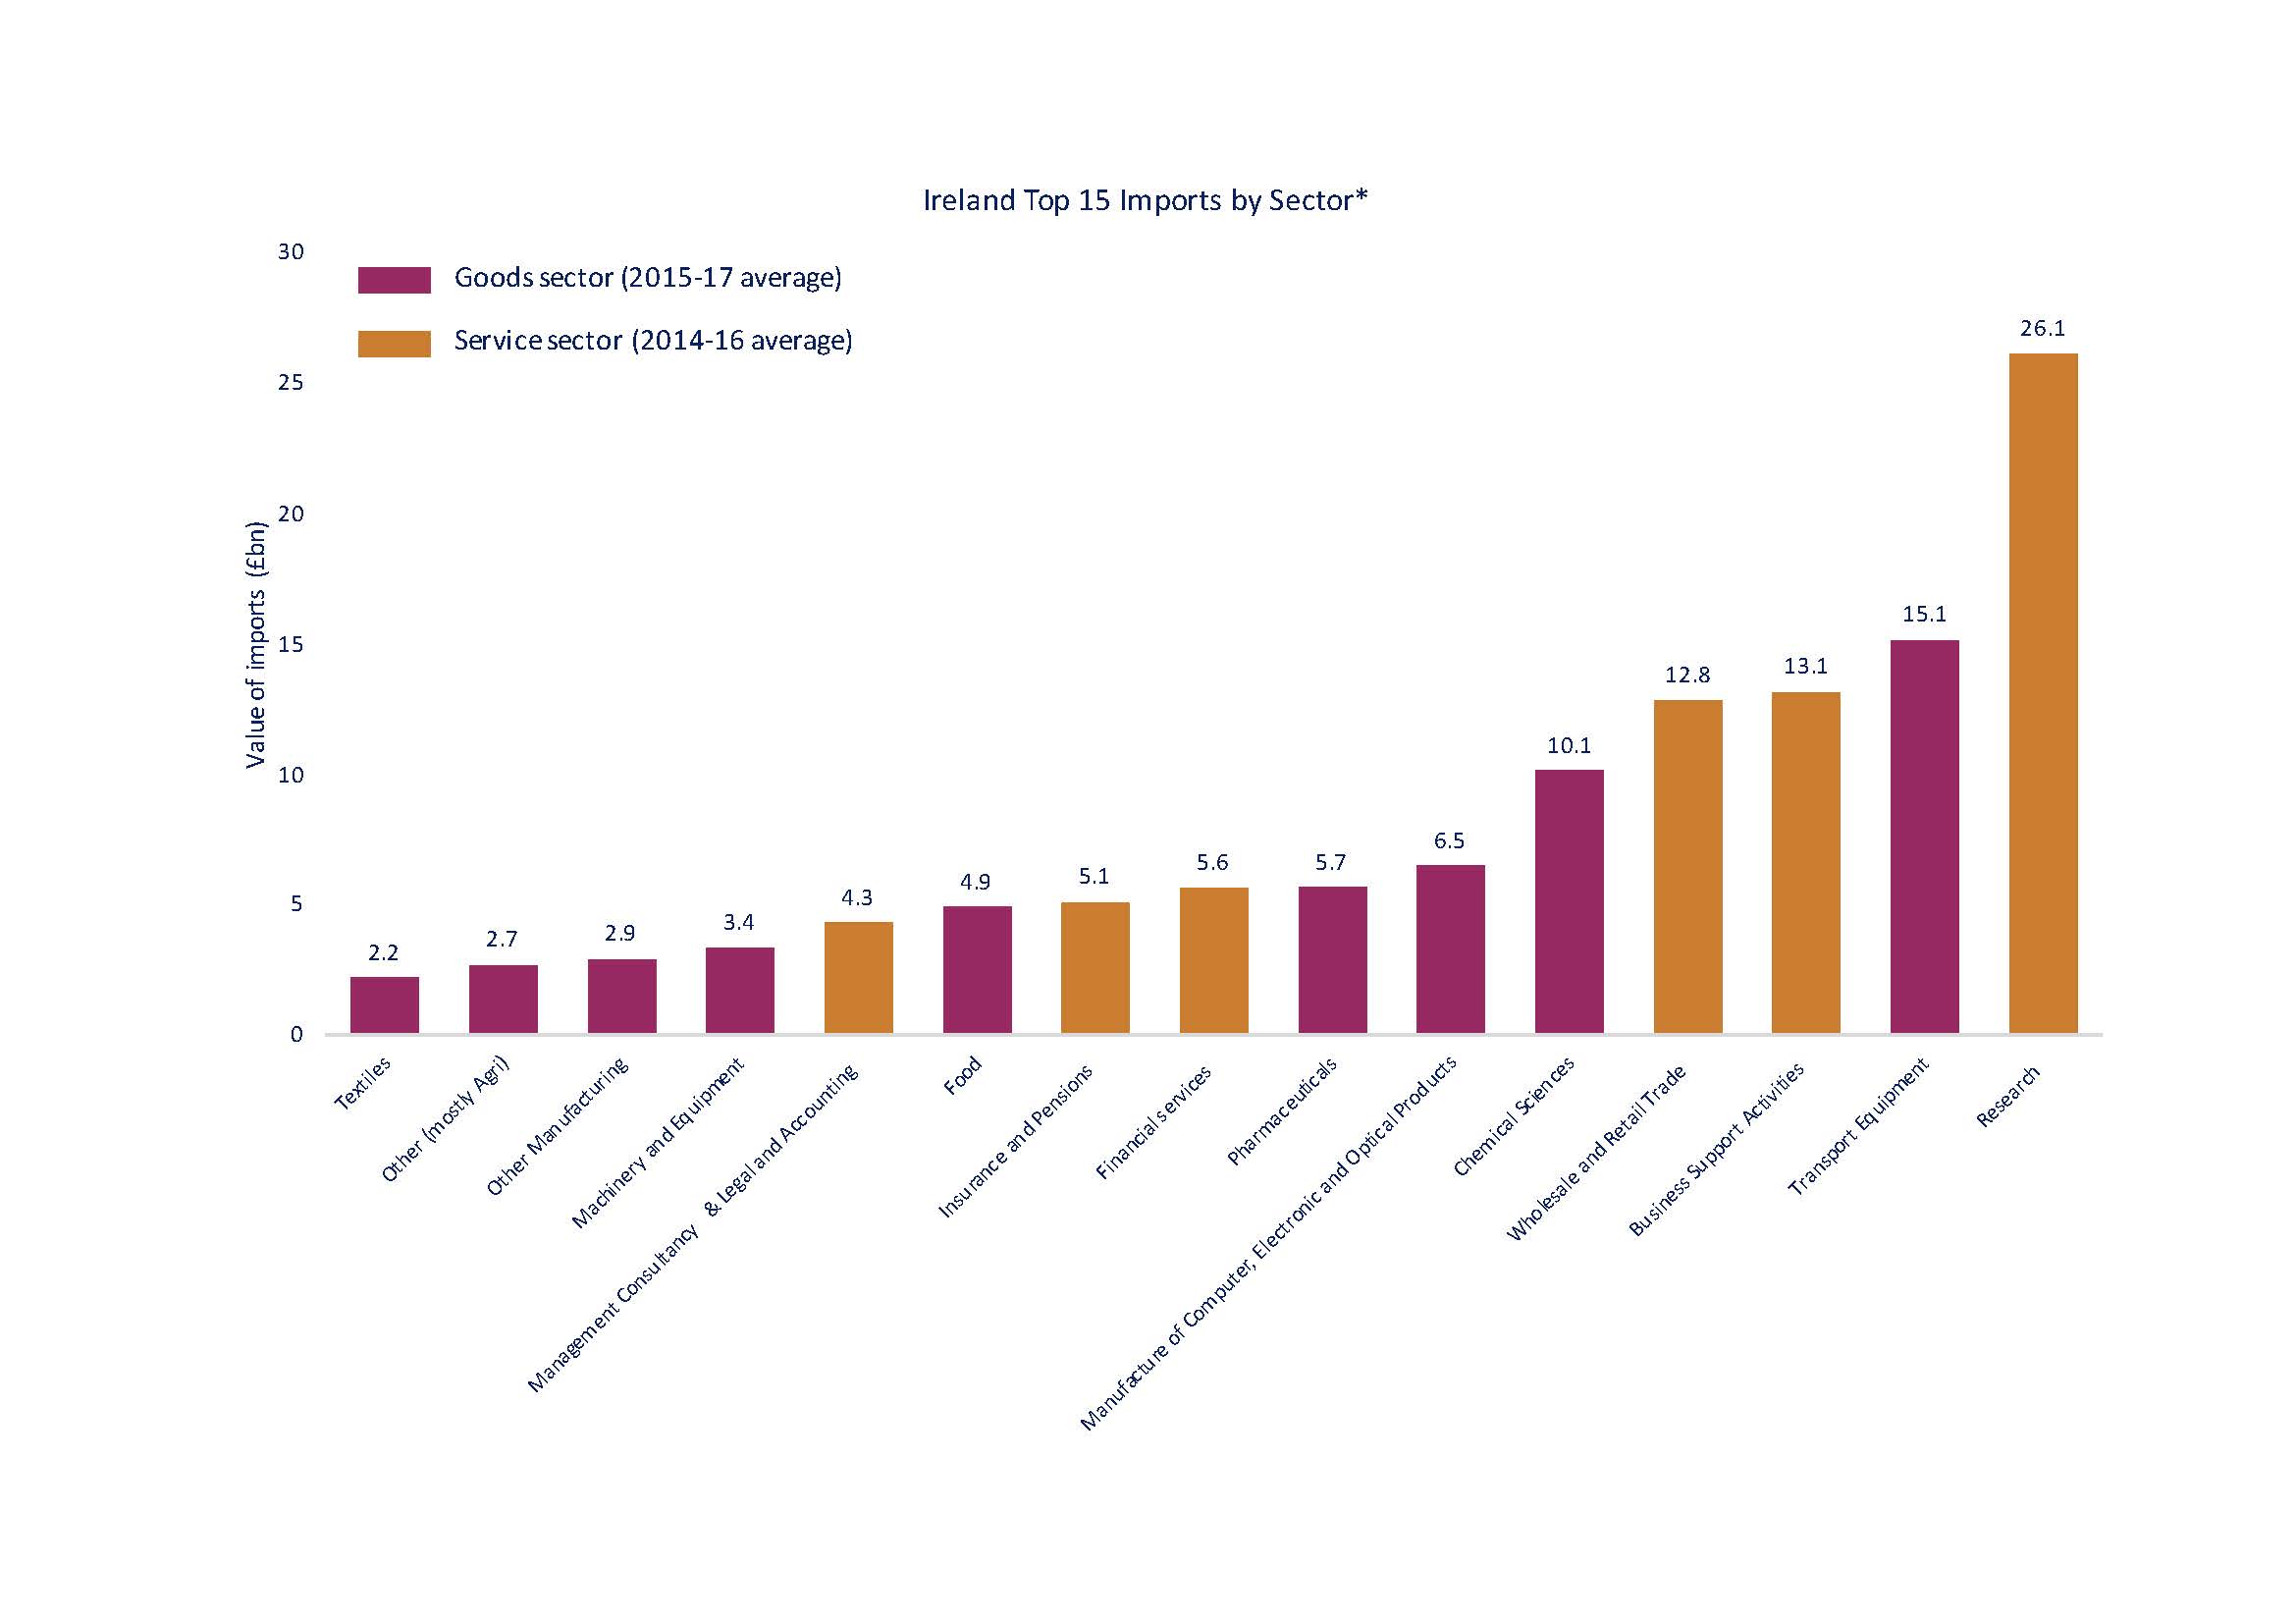 Ireland Top 15 Imports by Sector*
Goods sector (2015-17 average)
Service sector (2014-16 average)
Value of imports (£bn)
30
25
20
15
10
5
0
2.2
2.7
2.9
3.4
4.3
4.9
5.1
5.6
5.7
6.5
10.1
12.8
13.1
15.1
26.1
Textiles
Other (mostly Agri)
Other Manufacturing
Machinery and Equipment
Management Consultancy & Legal and Accounting
Food
Insurance and Pensions
Financial services
Pharmaceuticals
Manufacture of Computer, Electronic and Optical Products
Chemical Sciences
Wholesale and Retail Trade
Business Support Activities
Transport Equipment
Research